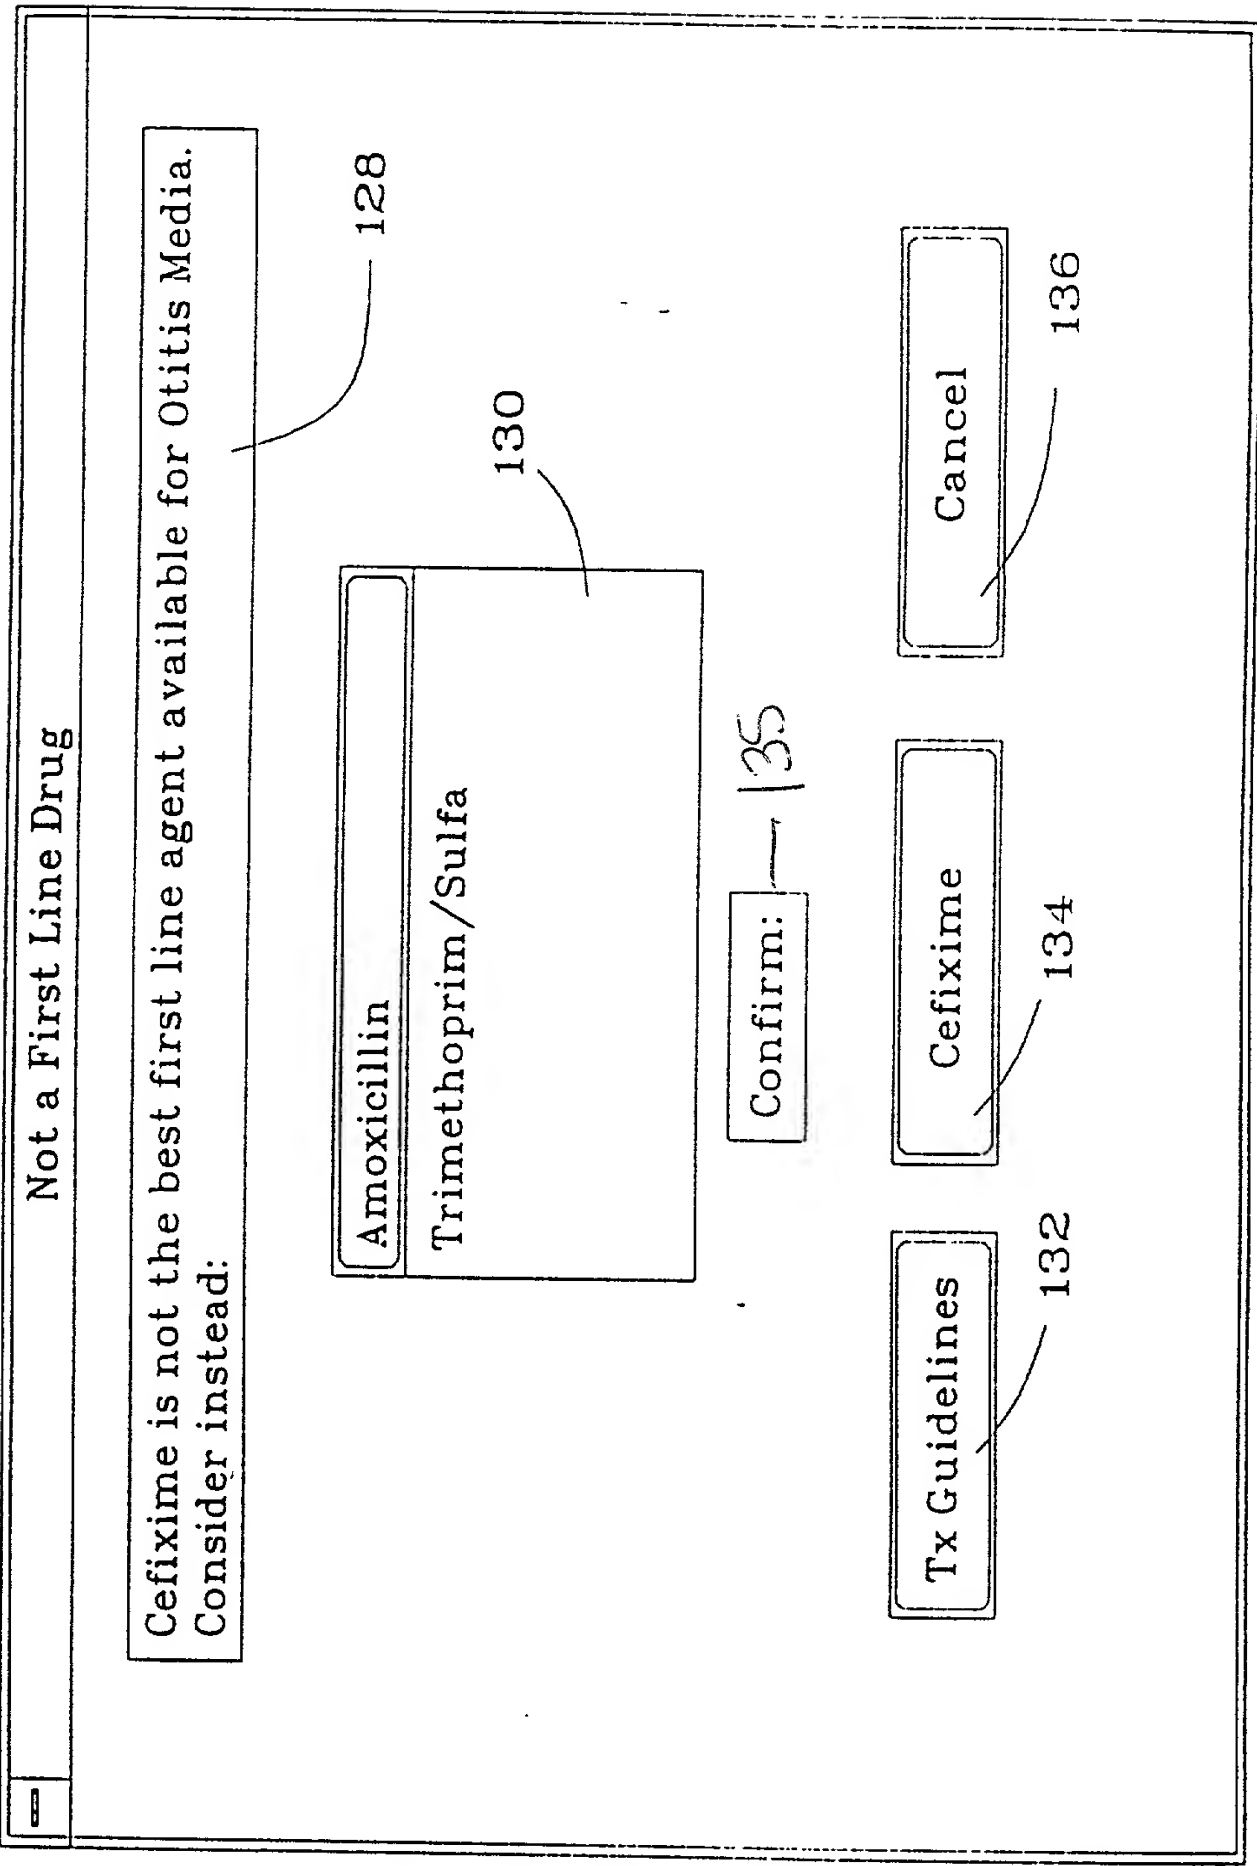 Not a First Line Drug
Cefixime is not the best first line agent available for Otitis Media.
Consider instead:
128
Amoxicillin
Trimethoprim/Sulfa
130
Confirm:
135
Tx Guidelines
Cefixime
Cancel
132
134
136